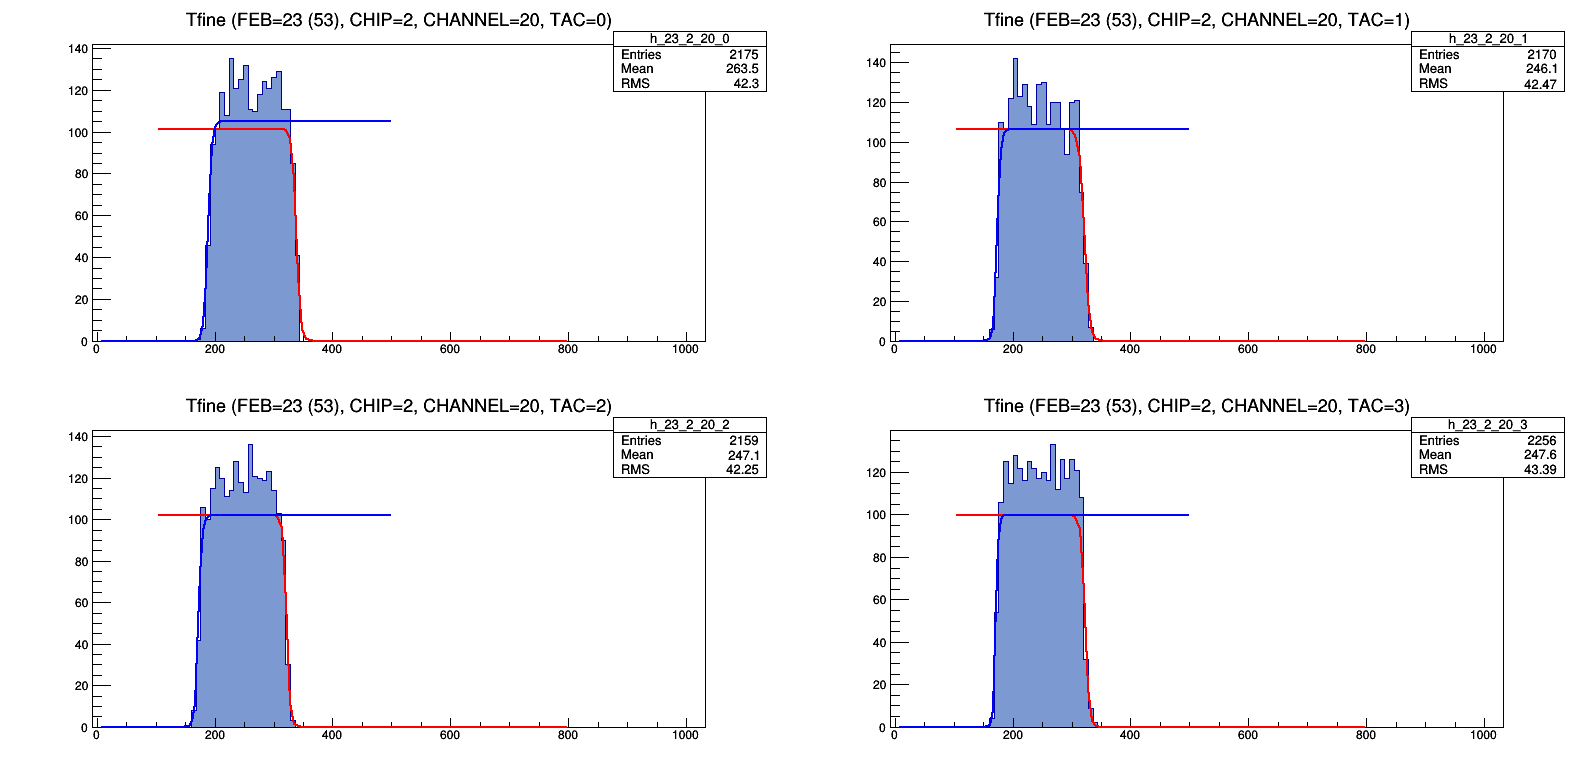 Tfine (FEB=23 (53), CHIP=2, CHANNEL=20, TAC=0)
h_23_2_20_0
Entries 2175
Mean 263.5
RMS 42.3
140
120
100
80
60
40
20
0
0 200 400 600 800 1000
Tfine (FEB=23 (53), CHIP=2, CHANNEL=20, TAC=1)
h_23_2_20_1
Entries 2170
Mean 246.1
RMS 42.47
140
120
100
80
60
40
20
0
0 200 400 600 800 1000
Tfine (FEB=23 (53), CHIP=2, CHANNEL=20, TAC=2)
h_23_2_20_2
Entries 2159
Mean 247.1
RMS 42.25
140
120
100
80
60
40
20
0
0 200 400 600 800 1000
Tfine (FEB=23 (53), CHIP=2, CHANNEL=20, TAC=3)
h_23_2_20_3
Entries 2256
Mean 247.6
RMS 43.39
120
100
80
60
40
20
0
0 200 400 600 800 1000